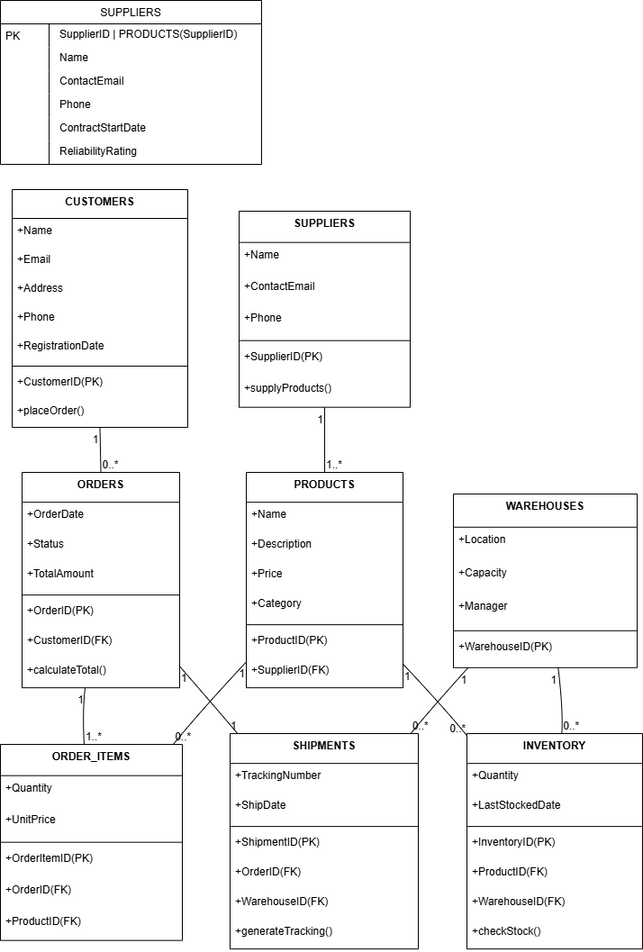 SUPPLIERS
PK SupplierID | PRODUCTS(SupplierID)
Name
ContactEmail
Phone
ContractStartDate
ReliabilityRating
CUSTOMERS
+Name
+Email
+Address
+Phone
+RegistrationDate
+CustomerID(PK)
+placeOrder()
SUPPLIERS
+Name
+ContactEmail
+Phone
+SupplierID(PK)
+supplyProducts()
1
0..*
1
1..*
ORDERS
+OrderDate
+Status
+TotalAmount
+OrderID(PK)
+CustomerID(FK)
+calculateTotal()
PRODUCTS
+Name
+Description
+Price
+Category
+ProductID(PK)
+SupplierID(FK)
WAREHOUSES
+Location
+Capacity
+Manager
+WarehouseID(PK)
1
1
1
1
1
1
1..*
0..*
1
0..*
0..*
0..*
ORDER_ITEMS
+Quantity
+UnitPrice
+OrderItemID(PK)
+OrderID(FK)
+ProductID(FK)
SHIPMENTS
+TrackingNumber
+ShipDate
+ShipmentID(PK)
+OrderID(FK)
+WarehouseID(FK)
+generateTracking()
INVENTORY
+Quantity
+LastStockedDate
+InventoryID(PK)
+ProductID(FK)
+WarehouseID(FK)
+checkStock()